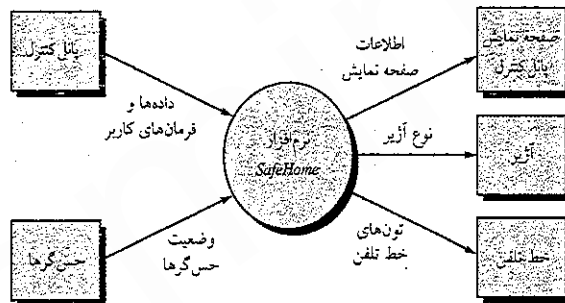 پانل کنترل
داده‌ها و
فرمان‌های کاربر
حس‌گرها
وضعیت
حس‌گرها
نرم‌افزار
SafeHome
اطلاعات
صفحه نمایش
صفحه نمایش
پانل کنترل
نوع آژیر
آژیر
تون‌های
خط تلفن
خط تلفن